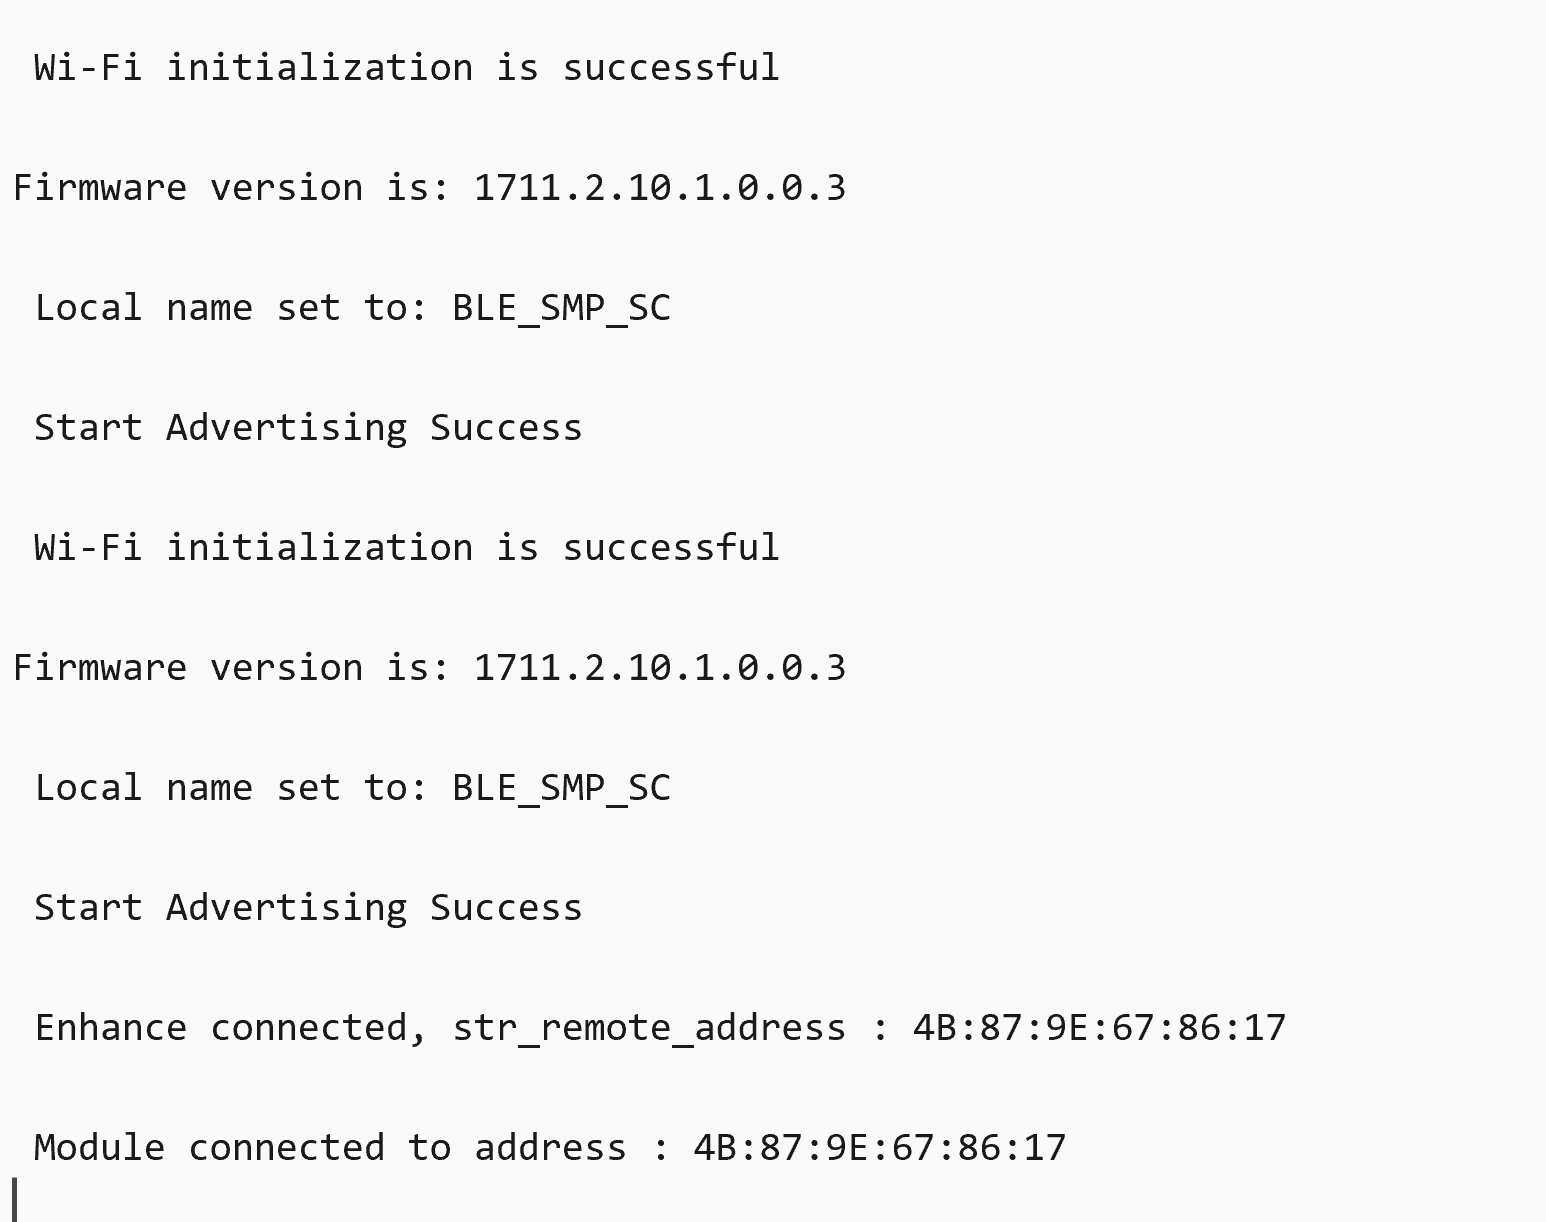 Wi-Fi initialization is successful
Firmware version is: 1711.2.10.1.0.0.3
Local name set to: BLE_SMP_SC
Start Advertising Success
Wi-Fi initialization is successful
Firmware version is: 1711.2.10.1.0.0.3
Local name set to: BLE_SMP_SC
Start Advertising Success
Enhance connected, str_remote_address : 4B:87:9E:67:86:17
Module connected to address : 4B:87:9E:67:86:17